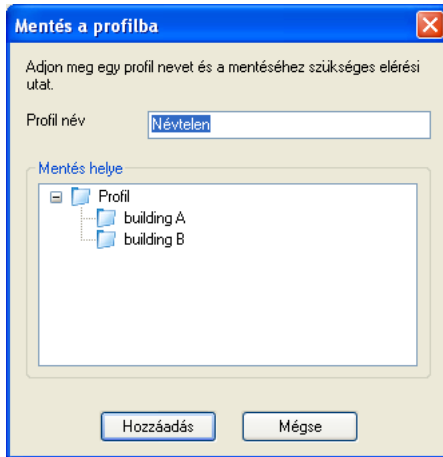 Mentés a profilba
Adjon meg egy profil nevet és a mentéséhez szükséges elérési
utat.
Profil név
Névtelen
Mentés helye
Profil
building A
building B
Hozzáadás
Mégse